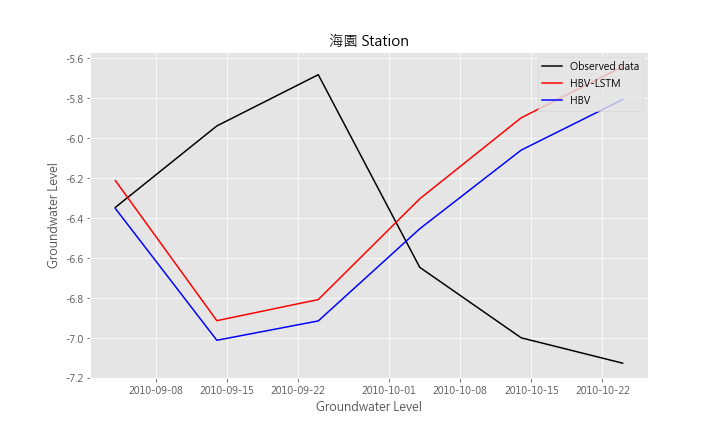 海園 Station
Groundwater Level
-5.6
-5.8
-6.0
-6.2
-6.4
-6.6
-6.8
-7.0
-7.2
Observed data
HBV-LSTM
HBV
2010-09-08
2010-09-15
2010-09-22
2010-10-01
2010-10-08
2010-10-15
2010-10-22
Groundwater Level